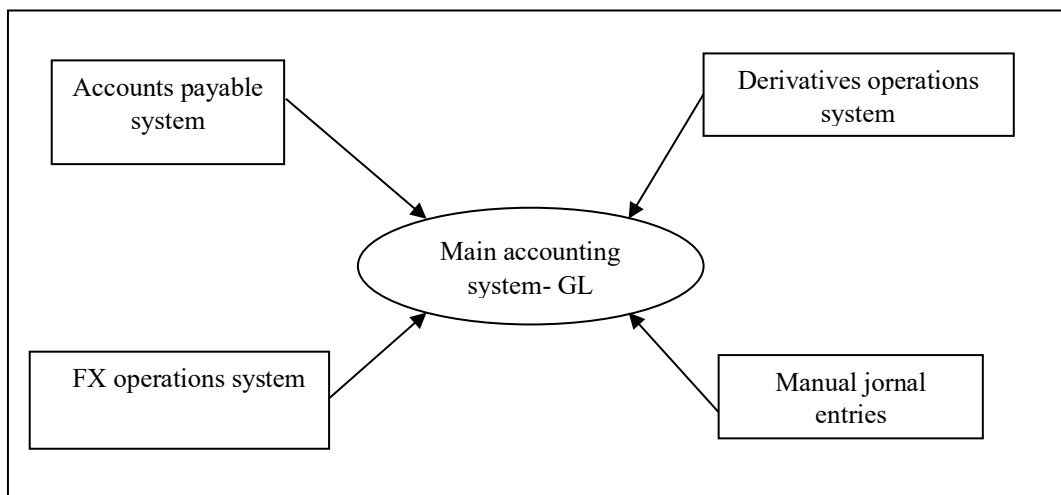 Accounts payable
system
Derivatives operations
system
Main accounting
system- GL
FX operations system
Manual jornal
entries